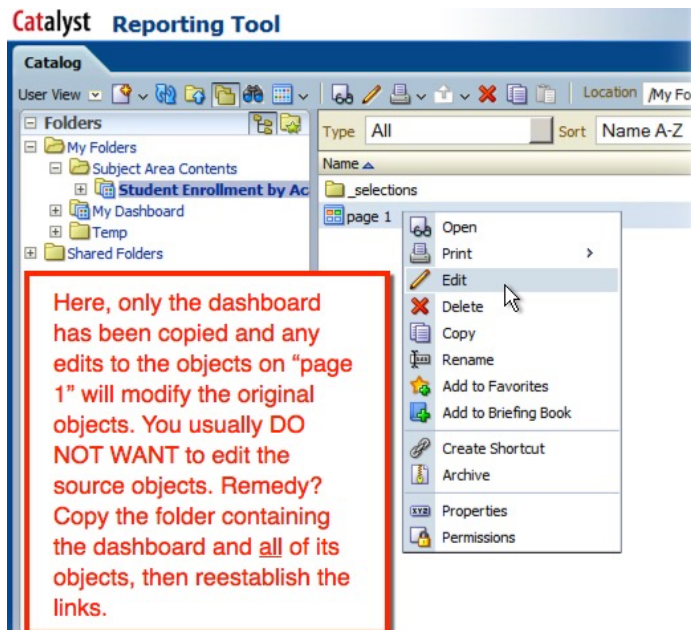 Catalyst Reporting Tool
Catalog
User View
Location /My Fo
Folders
My Folders
Subject Area Contents
Student Enrollment by Ac
My Dashboard
Temp
Shared Folders
Type All Sort Name A-Z
Name
_selections
page 1
Open
Print
Edit
Delete
Copy
Rename
Add to Favorites
Add to Briefing Book
Create Shortcut
Archive
XYZ Properties
Permissions
Here, only the dashboard
has been copied and any
edits to the objects on “page
1” will modify the original
objects. You usually DO
NOT WANT to edit the
source objects. Remedy?
Copy the folder containing
the dashboard and all of its
objects, then reestablish the
links.